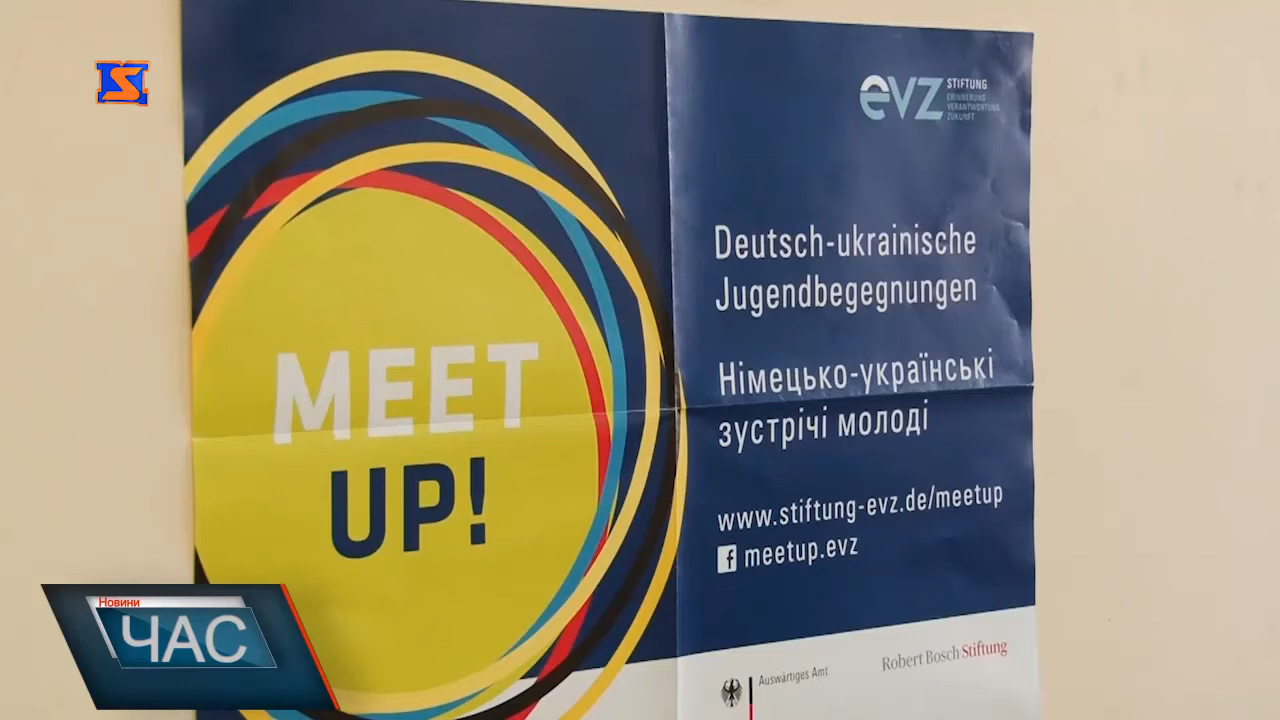 S
evz
STIFTUNG
ERINNERUNG
VERANTWORTUNG
ZUKUNFT
Deutsch-ukrainische
Jugendbegegnungen
Німецько-українські
зустрічі молоді
www.stiftung-evz.de/meetup
meetup.evz
MEET
UP!
Новини
ЧАС
Auswärtiges Amt
Robert Bosch Stiftung